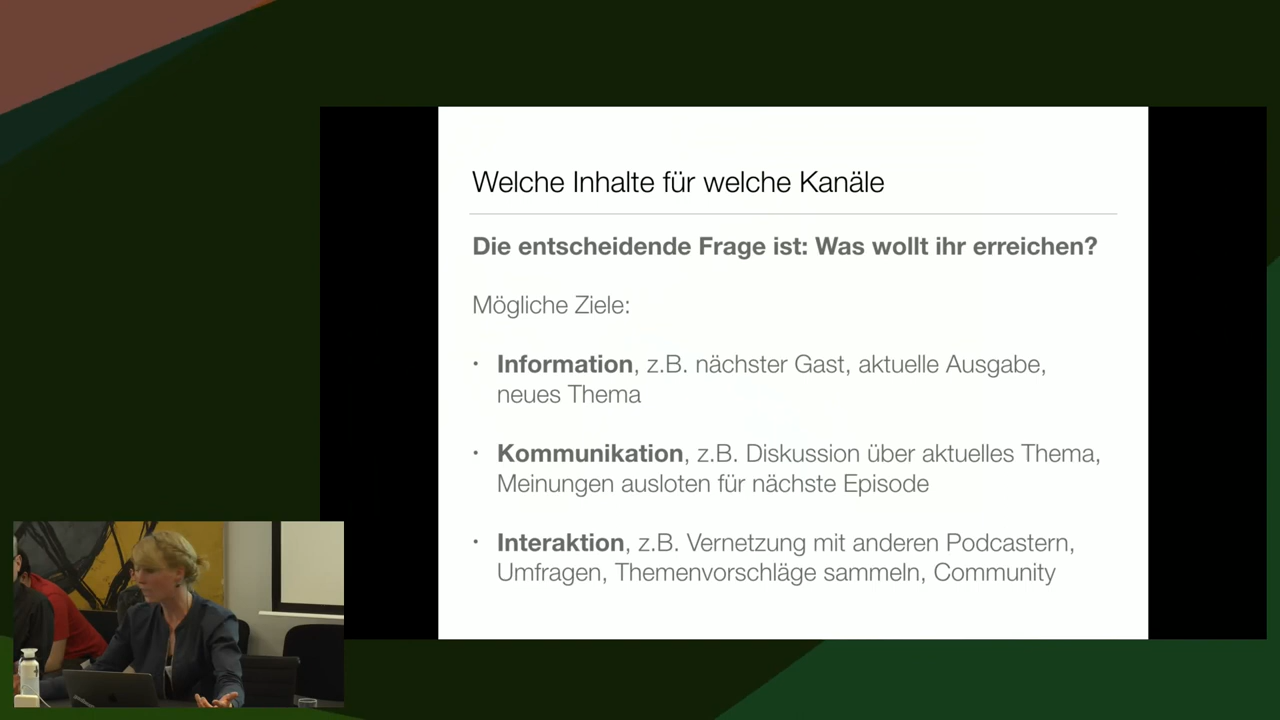 Welche Inhalte für welche Kanäle
Die entscheidende Frage ist: Was wollt ihr erreichen?
Mögliche Ziele:
• Information, z.B. nächster Gast, aktuelle Ausgabe,
neues Thema
• Kommunikation, z.B. Diskussion über aktuelles Thema,
Meinungen ausloten für nächste Episode
• Interaktion, z.B. Vernetzung mit anderen Podcastern,
Umfragen, Themenvorschläge sammeln, Community